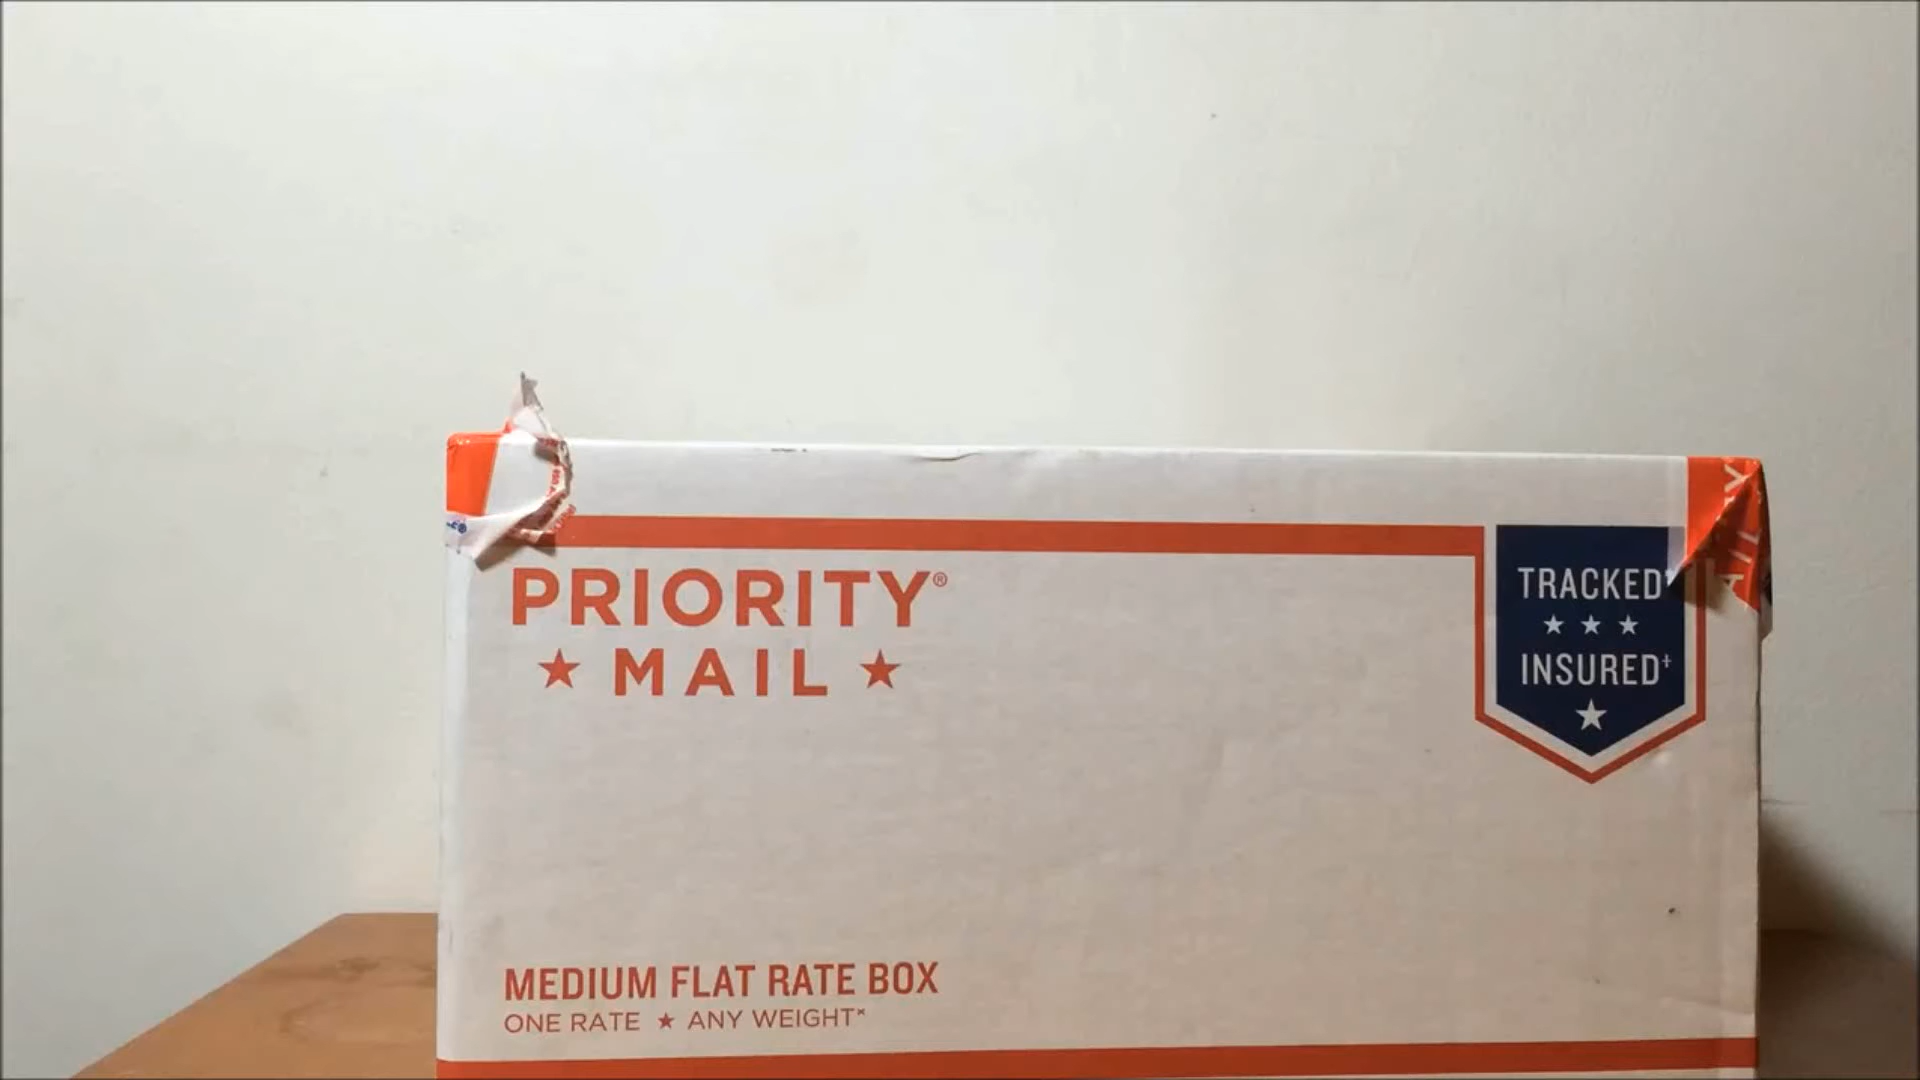 PRIORITY®
★ MAIL ★
TRACKED*
★ ★ ★
INSURED†
★
MEDIUM FLAT RATE BOX
ONE RATE ★ ANY WEIGHT*